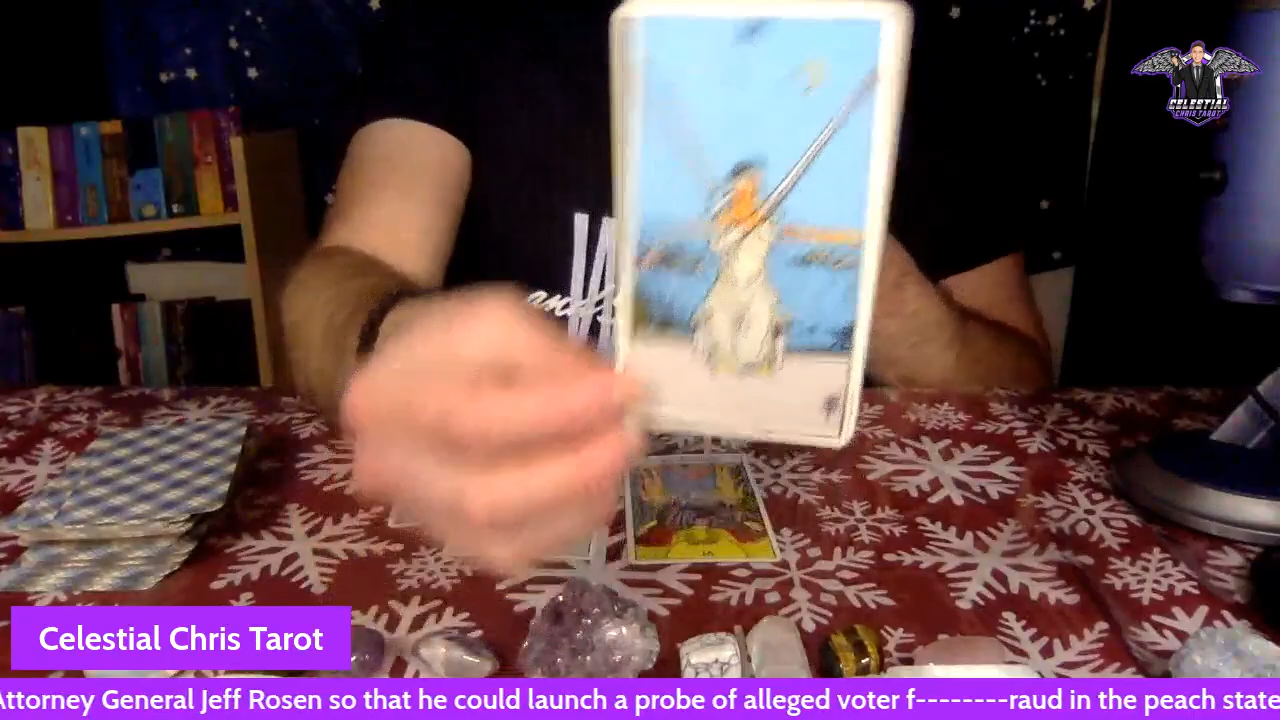 CELESTIAL
CHRIS TAROT
and
Celestial Chris Tarot
Attorney General Jeff Rosen so that he could launch a probe of alleged voter f--------raud in the peach state